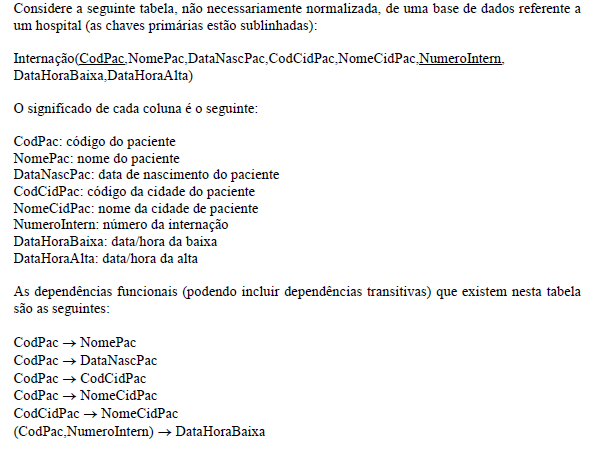 Considere a seguinte tabela, não necessariamente normalizada, de uma base de dados referente a
um hospital (as chaves primárias estão sublinhadas):
Internação(CodPac,NomePac,DataNascPac,CodCidPac,NomeCidPac,NumeroIntern,
DataHoraBaixa,DataHoraAlta)
O significado de cada coluna é o seguinte:
CodPac: código do paciente
NomePac: nome do paciente
DataNascPac: data de nascimento do paciente
CodCidPac: código da cidade do paciente
NomeCidPac: nome da cidade de paciente
NumeroIntern: número da internação
DataHoraBaixa: data/hora da baixa
DataHoraAlta: data/hora da alta
As dependências funcionais (podendo incluir dependências transitivas) que existem nesta tabela
são as seguintes:
CodPac → NomePac
CodPac → DataNascPac
CodPac → CodCidPac
CodPac → NomeCidPac
CodCidPac → NomeCidPac
(CodPac,NumeroIntern) → DataHoraBaixa